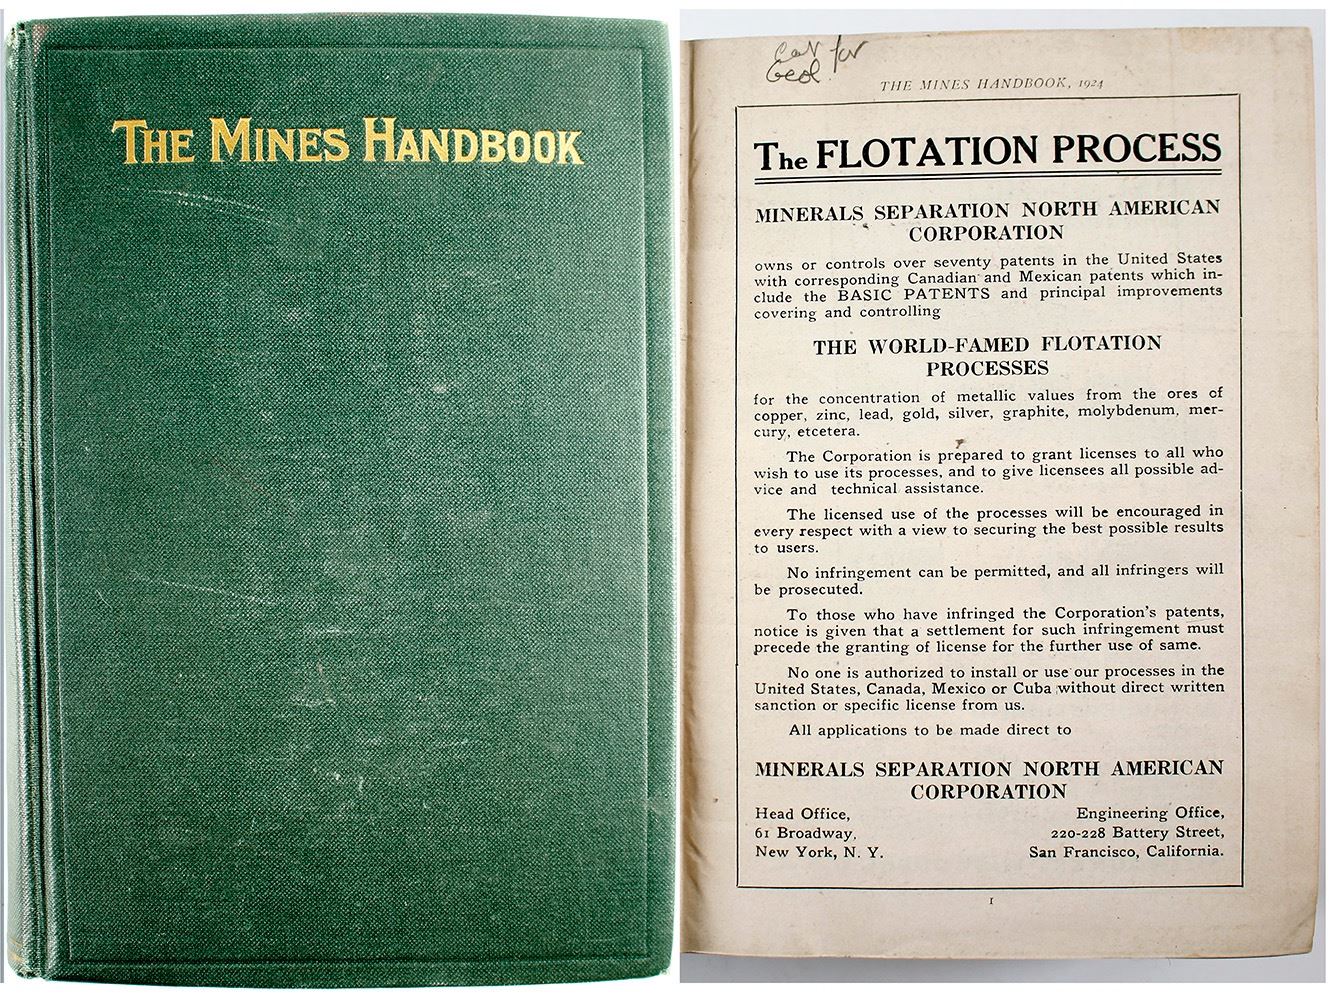 THE MINES HANDBOOK
THE MINES HANDBOOK, 1924
The FLOTATION PROCESS
MINERALS SEPARATION NORTH AMERICAN
CORPORATION
owns or controls over seventy patents in the United States
with corresponding Canadian and Mexican patents which in-
clude the BASIC PATENTS and principal improvements
covering and controlling
THE WORLD-FAMED FLOTATION
PROCESSES
for the concentration of metallic values from the ores of
copper, zinc, lead, gold, silver, graphite, molybdenum, mer-
cury, etcetera.
The Corporation is prepared to grant licenses to all who
wish to use its processes, and to give licensees all possible ad-
vice and technical assistance.
The licensed use of the processes will be encouraged in
every respect with a view to securing the best possible results
to users.
No infringement can be permitted, and all infringers will
be prosecuted.
To those who have infringed the Corporation's patents,
notice is given that a settlement for such infringement must
precede the granting of license for the further use of same.
No one is authorized to install or use our processes in the
United States, Canada, Mexico or Cuba without direct written
sanction or specific license from us.
All applications to be made direct to
MINERALS SEPARATION NORTH AMERICAN
CORPORATION
Head Office, Engineering Office,
61 Broadway, 220-228 Battery Street,
New York, N. Y. San Francisco, California.
1